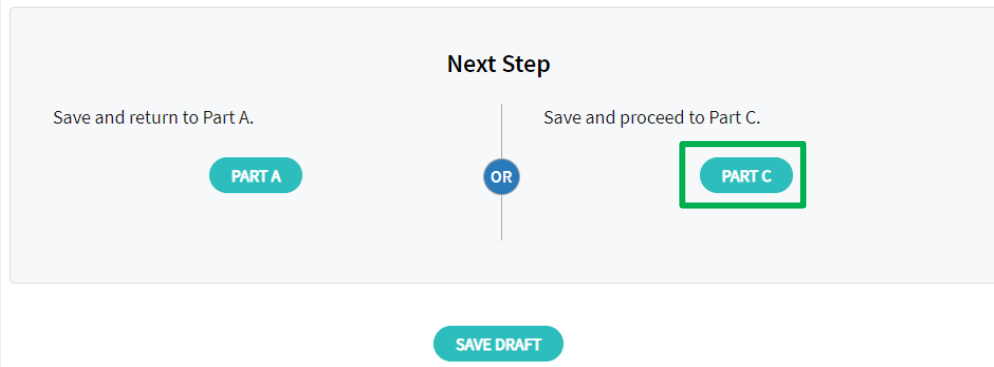 Next Step
Save and return to Part A.
PART A
OR
Save and proceed to Part C.
PART C
SAVE DRAFT